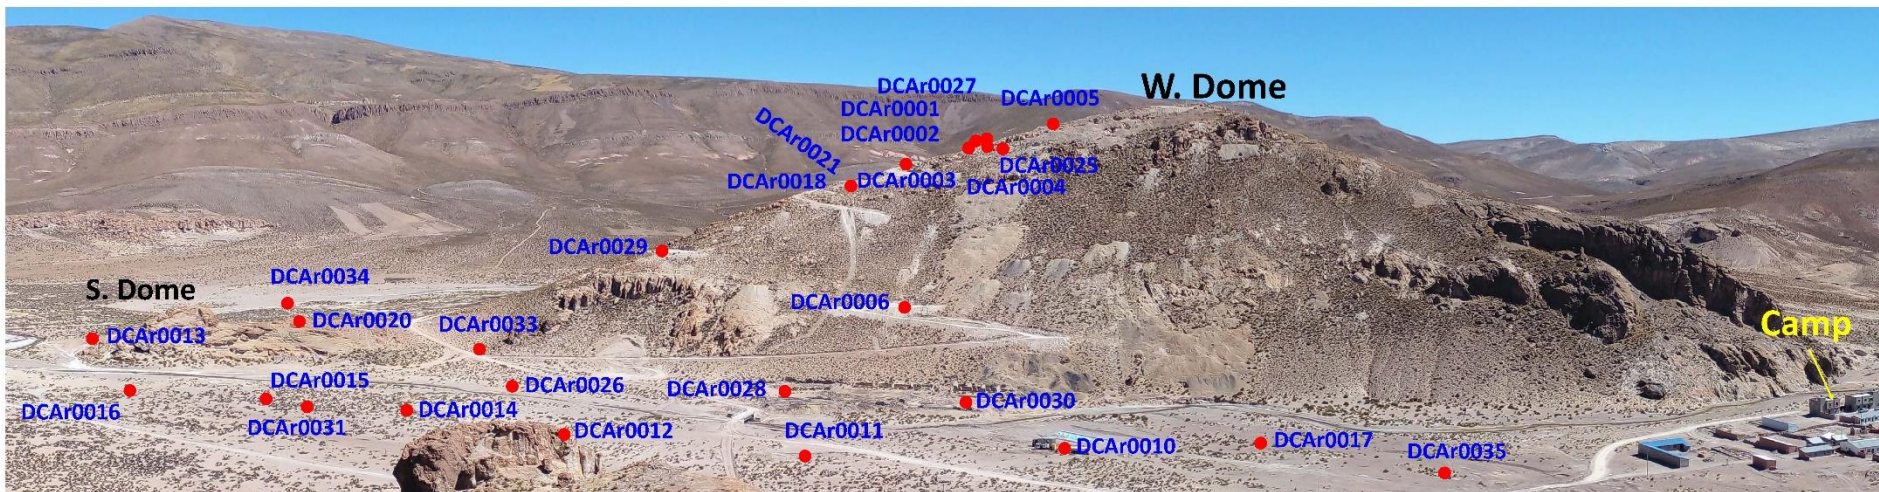 DCAr0027
W. Dome
DCAr0001
DCAr0005
DCAr0002
DCAr0021
DCAr0025
DCAr0018
DCAr0003
DCAr0004
DCAr0029
DCAr0034
S. Dome
DCAr0006
DCAr0020
DCAr0033
DCAr0013
Camp
DCAr0015
DCAr0026
DCAr0028
DCAr0030
DCAr0016
DCAr0014
DCAr0031
DCAr0012
DCAr0011
DCAr0010
DCAr0017
DCAr0035